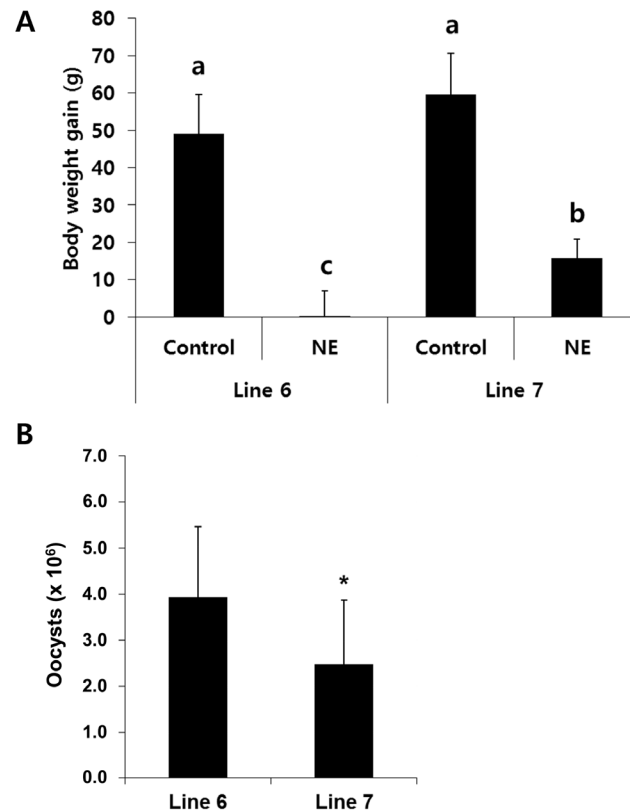 A
Body weight gain (g)
80
70
60
50
40
30
20
10
0
a
c
a
b
Control NE Control NE
Line 6 Line 7
B
Oocysts (x 10⁶)
7.0
6.0
5.0
4.0
3.0
2.0
1.0
0.0
*
Line 6 Line 7